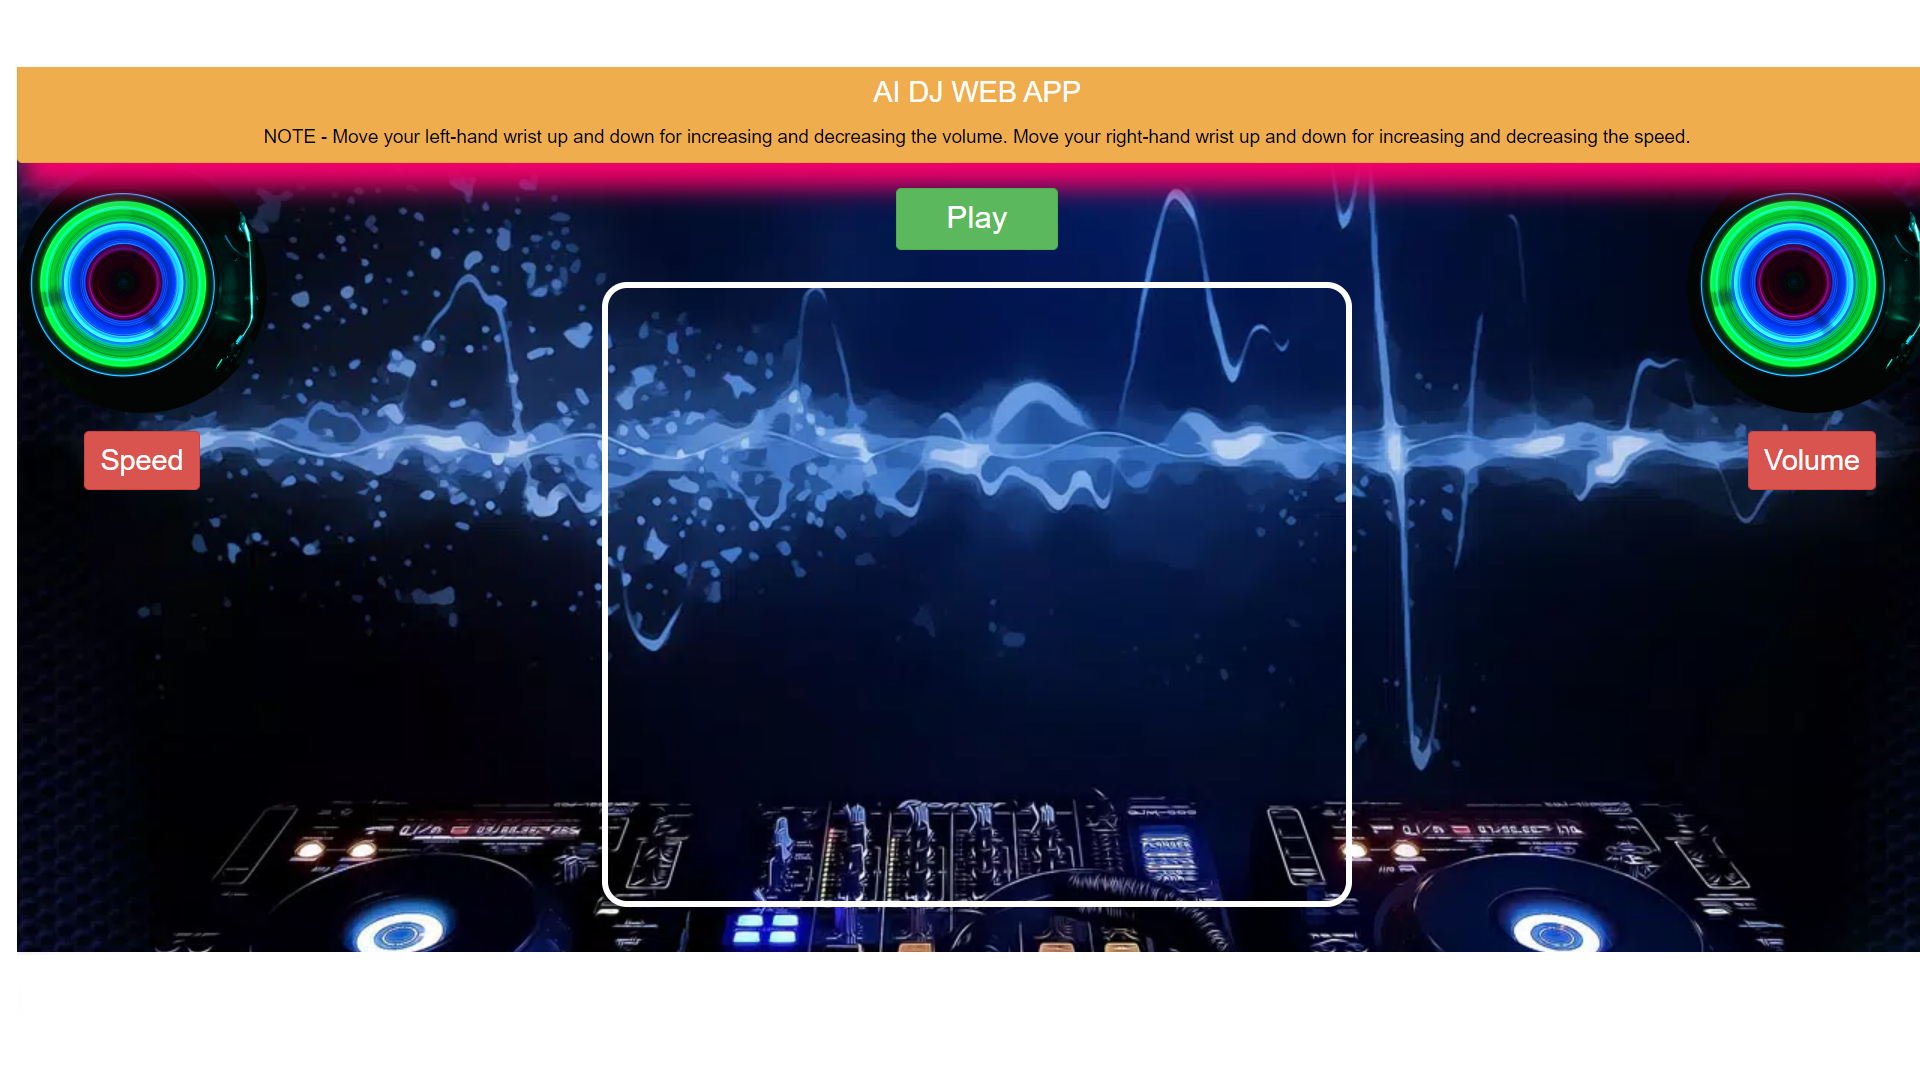 AI DJ WEB APP
NOTE - Move your left-hand wrist up and down for increasing and decreasing the volume. Move your right-hand wrist up and down for increasing and decreasing the speed.
Play
Speed
Volume